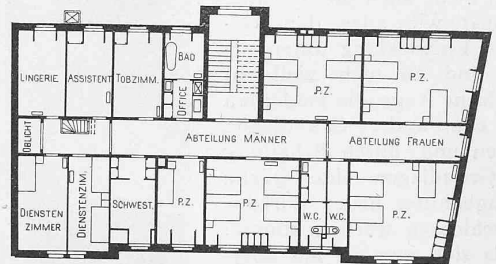 LINGERIE
ASSISTENT
TOBZIMM.
BAD
OFFICE
P.Z.
P.Z.
OBLICHT
ABTEILUNG MÄNNER
ABTEILUNG FRAUEN
DIENSTEN
ZIMMER
DIENSTENZIM.
SCHWEST.
P.Z.
P.Z.
W.C.
W.C.
P.Z.